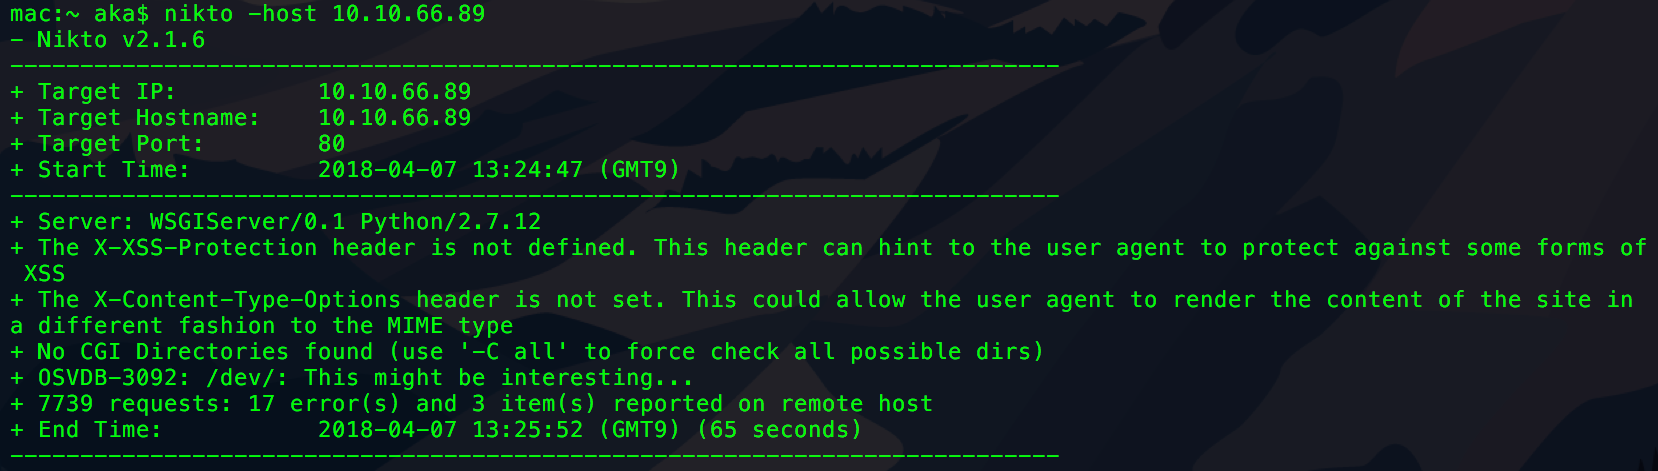 mac:~ aka$ nikto -host 10.10.66.89
- Nikto v2.1.6
---------------------------------------------------------------------------
+ Target IP:          10.10.66.89
+ Target Hostname:    10.10.66.89
+ Target Port:        80
+ Start Time:         2018-04-07 13:24:47 (GMT9)
---------------------------------------------------------------------------
+ Server: WSGIServer/0.1 Python/2.7.12
+ The X-XSS-Protection header is not defined. This header can hint to the user agent to protect against some forms of
 XSS
+ The X-Content-Type-Options header is not set. This could allow the user agent to render the content of the site in
a different fashion to the MIME type
+ No CGI Directories found (use '-C all' to force check all possible dirs)
+ OSVDB-3092: /dev/: This might be interesting...
+ 7739 requests: 17 error(s) and 3 item(s) reported on remote host
+ End Time:           2018-04-07 13:25:52 (GMT9) (65 seconds)
---------------------------------------------------------------------------